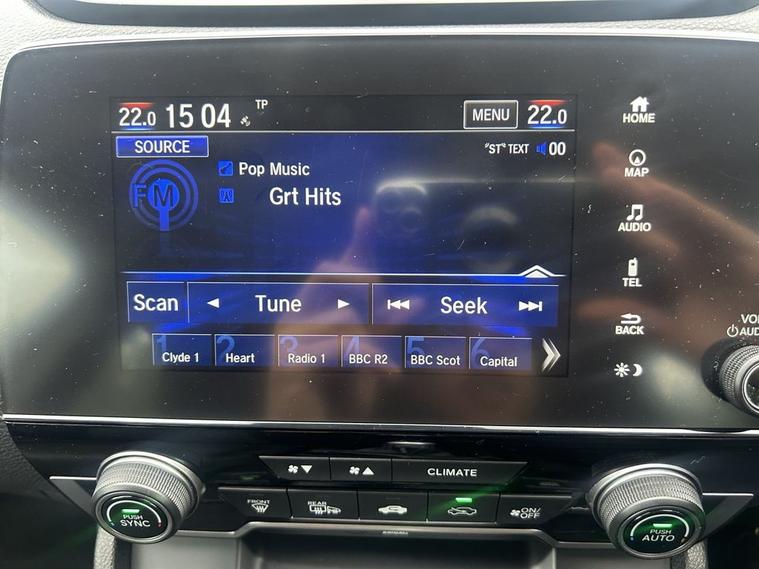 22.0 15 04 TP MENU 22.0
HOME
SOURCE
"ST" TEXT 00
FM
Pop Music
Grt Hits
MAP
AUDIO
TEL
Scan Tune Seek
BACK
1 Clyde 1 2 Heart 3 Radio 1 4 BBC R2 5 BBC Scot 6 Capital
CLIMATE
FRONT REAR ON/
OFF
PUSH
SYNC
PUSH
AUTO